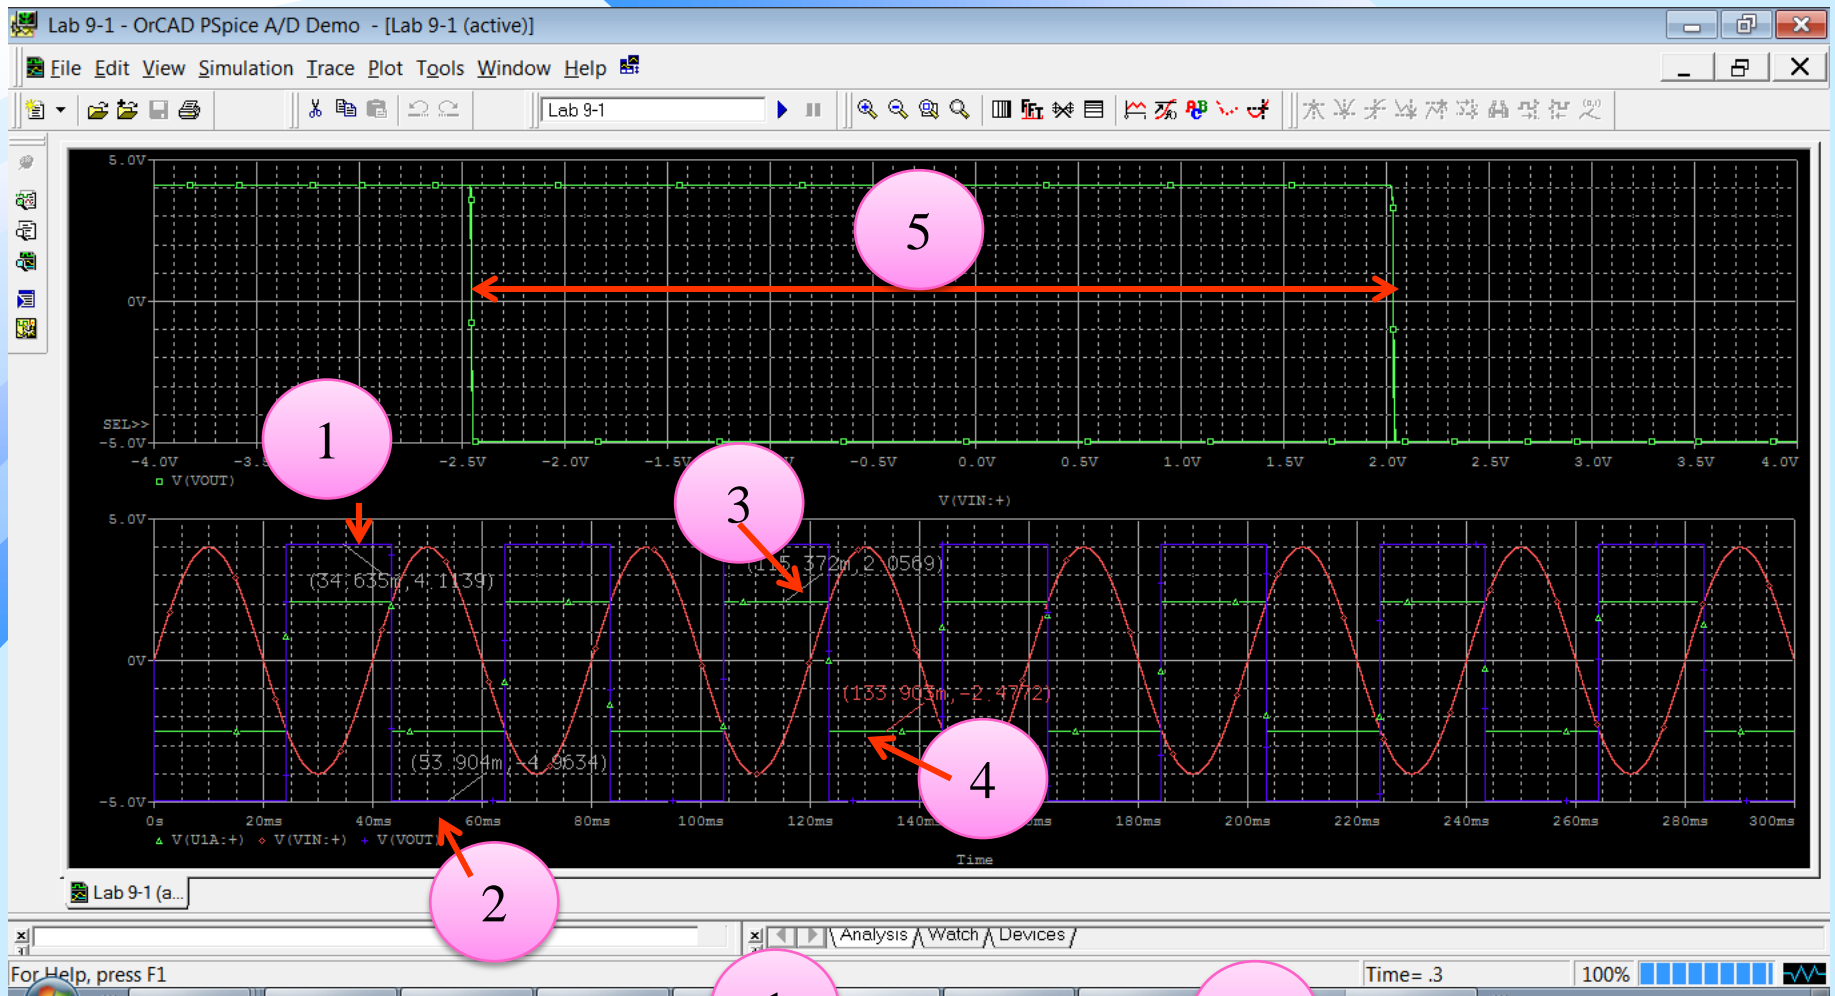 Lab 9-1 - OrCAD PSpice A/D Demo - [Lab 9-1 (active)]
File Edit View Simulation Trace Plot Tools Window Help
Lab 9-1
5.0V
0V
SEL>>
-5.0V
-4.0V -2.5V -2.0V -0.5V 0.0V 0.5V 1.0V 1.5V 2.0V 2.5V 3.0V 3.5V 4.0V
V(VOUT)
V(VIN:+)
5
1
3
5.0V
(34.635m,4.1139)
(115.372m,2.0569)
0V
(133.903m,-2.4772)
(53.904m,-4.9634)
4
-5.0V
0s 20ms 40ms 60ms 80ms 100ms 120ms 180ms 200ms 220ms 240ms 260ms 280ms 300ms
V(U1A:+) V(VIN:+) V(VOUT)
Time
2
Lab 9-1 (a...
Analysis Watch Devices
For Help, press F1
Time= .3 100%